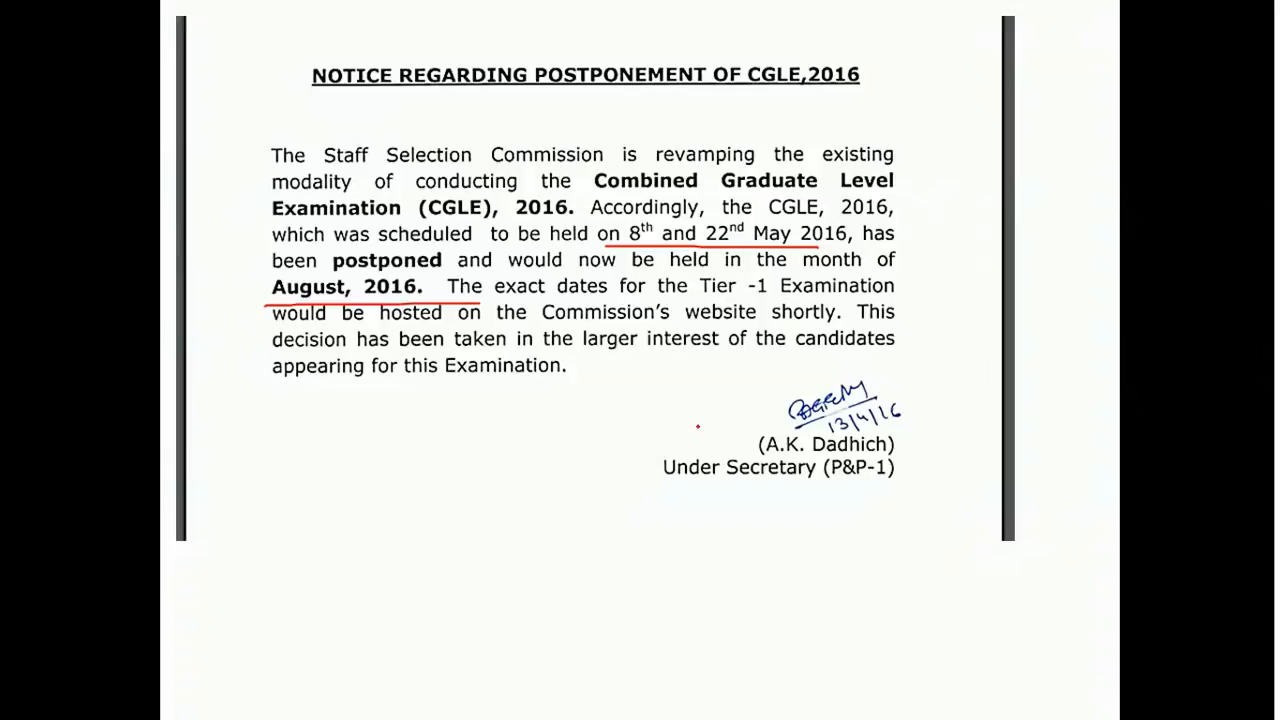 NOTICE REGARDING POSTPONEMENT OF CGLE,2016
The Staff Selection Commission is revamping the existing
modality of conducting the Combined Graduate Level
Examination (CGLE), 2016. Accordingly, the CGLE, 2016,
which was scheduled to be held on 8th and 22nd May 2016, has
been postponed and would now be held in the month of
August, 2016. The exact dates for the Tier -1 Examination
would be hosted on the Commission's website shortly. This
decision has been taken in the larger interest of the candidates
appearing for this Examination.
13/4/16
(A.K. Dadhich)
Under Secretary (P&P-1)